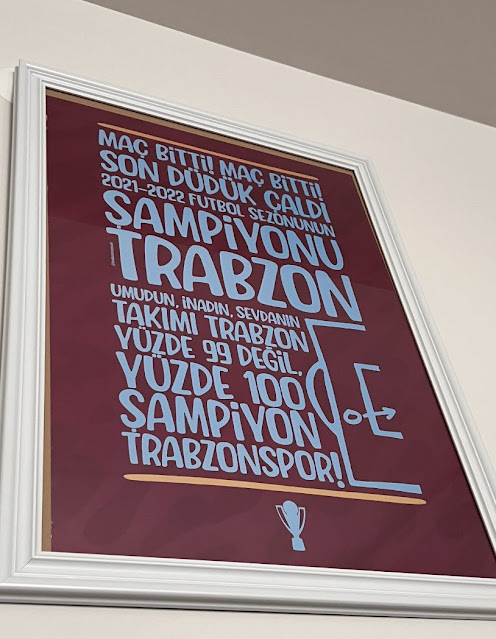 MAÇ BİTTİ! MAÇ BİTTİ!
SON DÜDÜK ÇALDI
2021-2022 FUTBOL SEZONUNUN
ŞAMPİYONU
TRABZON
UMUDUN, İNADIN, SEVDANIN
TAKIMI TRABZON
YÜZDE 99 DEĞİL,
YÜZDE 100
ŞAMPİYON
TRABZONSPOR!